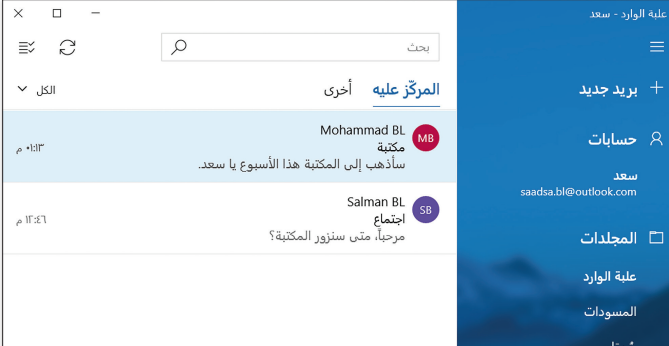 علبة الوارد - سعد
بريد جديد
حسابات
سعد
saadsa.bl@outlook.com
المجلدات
علبة الوارد
المسودات
بحث
المركّز عليه
أخرى
الكل
MB
Mohammad BL
مكتبة
٠١:١٣ م
سأذهب إلى المكتبة هذا الأسبوع يا سعد.
SB
Salman BL
اجتماع
١٢:٤٦ م
مرحباً، متى سنزور المكتبة؟